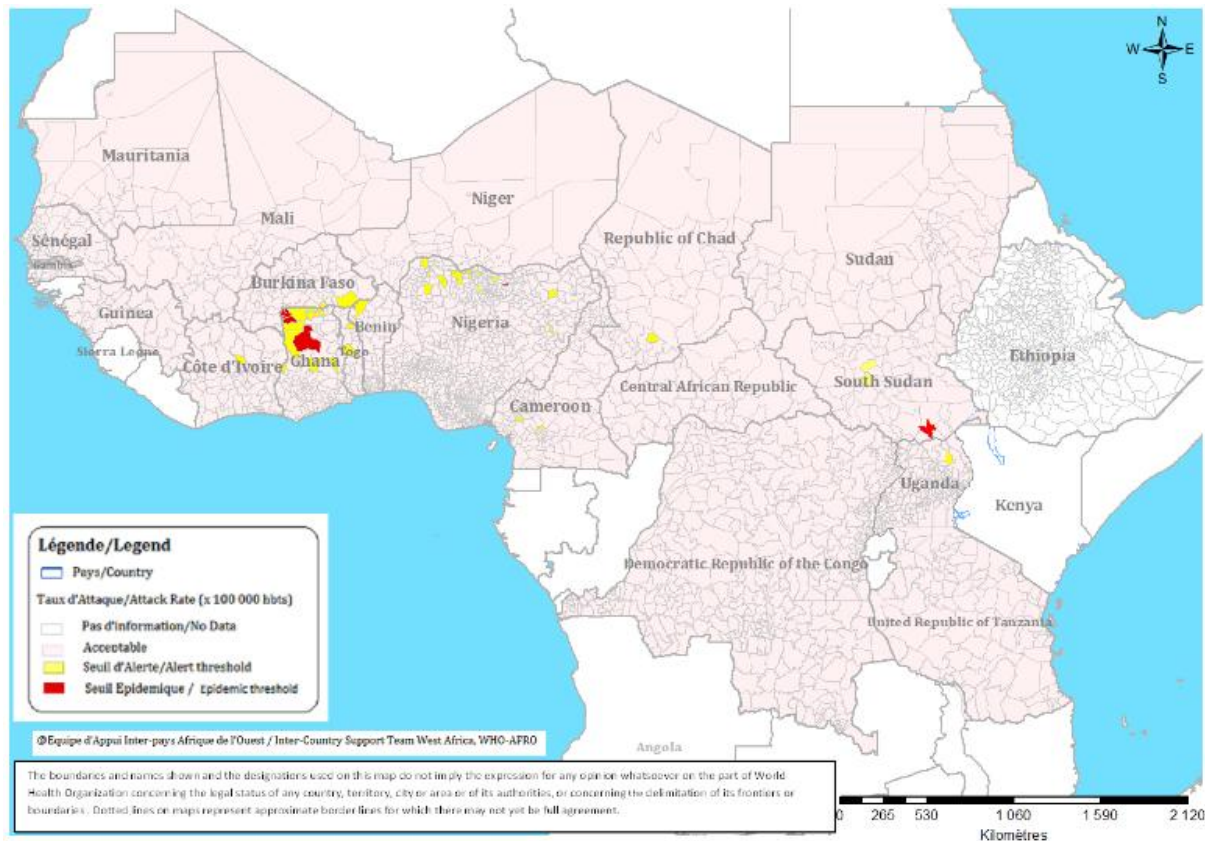 N
W E
S
Mauritania
Mali
Niger
Republic of Chad
Sudan
Sénégal
Gambia
Burkina Faso
Guinea
Nigeria
Benin
Sierra Leone
Côte d'Ivoire
Ghana
Togo
Ethiopia
South Sudan
Central African Republic
Cameroon
Uganda
Kenya
Democratic Republic of the Congo
United Republic of Tanzania
Angola
Légende/Legend
Pays/Country
Taux d'Attaque/Attack Rate (x 100 000 hbts)
Pas d'information/No Data
Acceptable
Seuil d'Alerte/Alert threshold
Seuil Epidemique / Epidemic threshold
@Equipe d'Appui Inter-pays Afrique de l'Ouest / Inter-Country Support Team West Africa, WHO-AFRO
The boundaries and names shown and the designations used on this map do not imply the expression for any opinion whatsoever on the part of World
Health Organization concerning the legal status of any country, territory, city or area or of its authorities, or concerning the delimitation of its frontiers or
boundaries. Dotted lines on maps represent approximate border lines for which there may not yet be full agreement.
0 265 530 1 060 1 590 2 120
Kilomètres